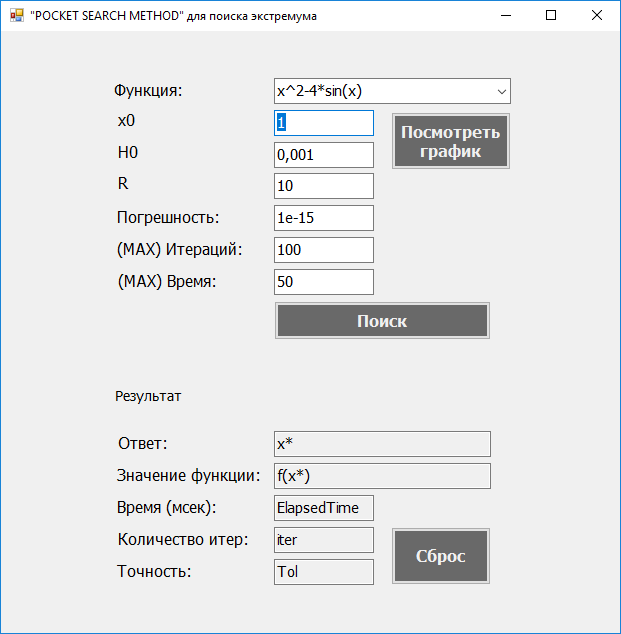 "POCKET SEARCH METHOD" для поиска экстремума
Функция: x^2-4*sin(x)
x0 1
H0 0,001
R 10
Посмотреть
график
Погрешность: 1e-15
(MAX) Итераций: 100
(MAX) Время: 50
Поиск
Результат
Ответ: x*
Значение функции: f(x*)
Время (мсек): ElapsedTime
Количество итер: iter
Точность: Tol
Сброс